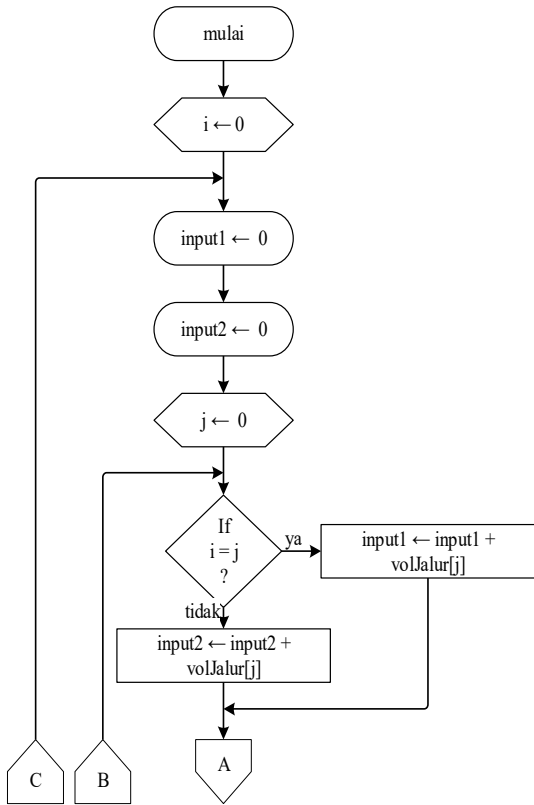 mulai
i ← 0
input1 ← 0
input2 ← 0
j ← 0
If
i = j
?
ya
input1 ← input1 +
volJalur[j]
tidak
input2 ← input2 +
volJalur[j]
C
B
A